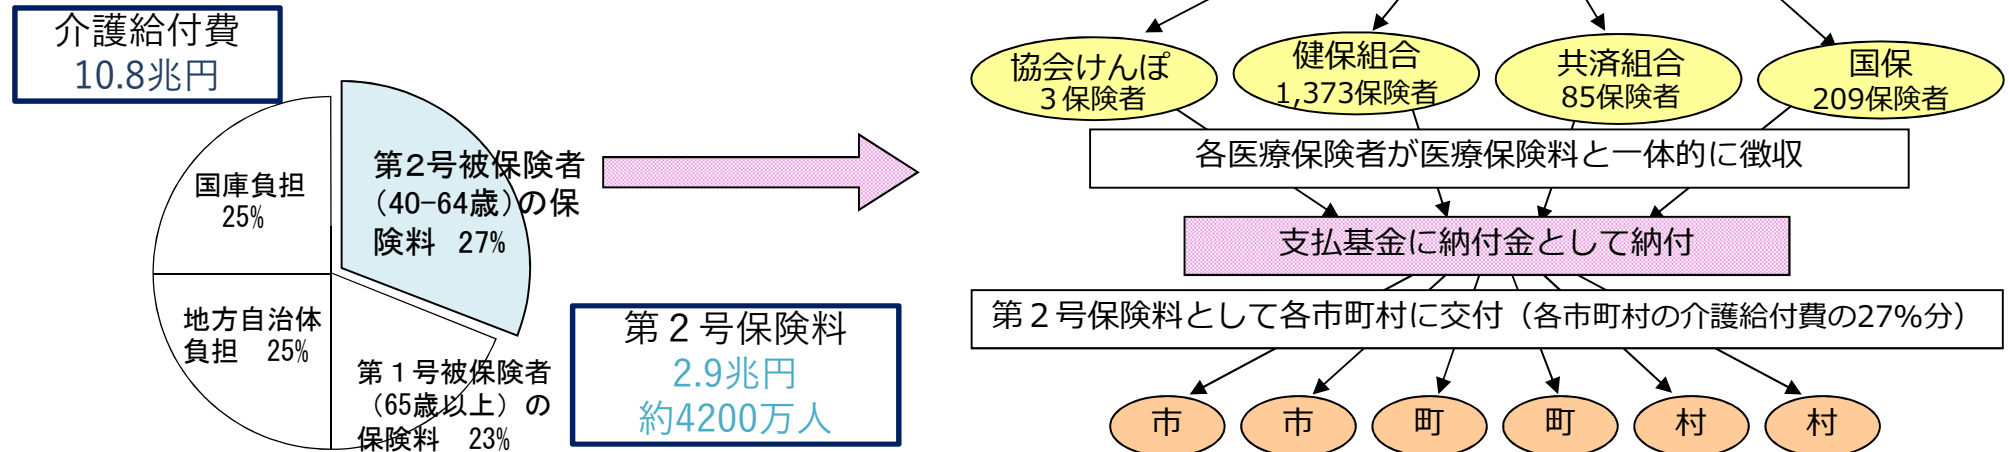 介護給付費
10.8兆円
国庫負担
25%
第2号被保険者
(40-64歳)の保
険料 27%
地方自治体
負担 25%
第１号被保険者
（65歳以上）の
保険料 23%
第２号保険料
2.9兆円
約4200万人
協会けんぽ
３保険者
健保組合
1,373保険者
共済組合
85保険者
国保
209保険者
各医療保険者が医療保険料と一体的に徴収
支払基金に納付金として納付
第２号保険料として各市町村に交付（各市町村の介護給付費の27%分）
市
市
町
町
村
村